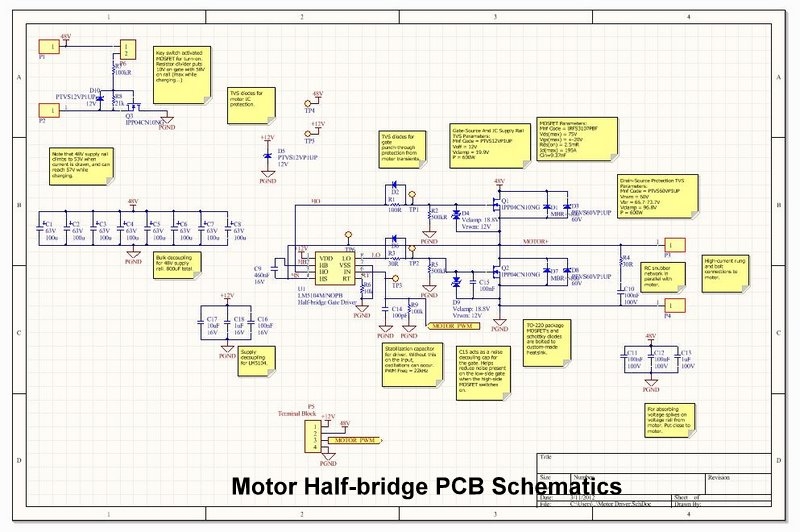 1
2
3
4
A
B
C
D
P1
48V
1
P2
1
1
2
100kR
D10
PTVS12VP1UP
12V
Q3
IPP04CN10NG
PGND
Key switch activated
MOSFET for turn-on.
Resistor divider puts
10V on gate with 58V
on rail (max while
charging...)
TVS diodes for
motor IC
protection.
48V
TP4
+12V
TP5
+12V
D5
PTVS12VP1UP
12V
PGND
TVS diodes for
gate
punch-through
protection from
motor transients.
Gate-Source And IC Supply Rail
TVS Parameters:
Mnf Code = PTVS12VP1UP
Vwm = 12V
Vclamp = 19.9V
P = 600W
MOSFET Parameters:
Mnf Code = IRFS3107PBF
Vds(max) = 75V
Vgs(max) = +-20V
Rds(on) = 2.5mR
Id(max) = 195A
Drain-Source Protection TVS
Parameters:
Mnf Code = PTVS60VP1UP
Vrwm = 60V
Vbr = 66.7 73.7V
Vclamp = 96.8V
P = 600W
Note that 48V supply rail
climbs to 53V when
current is drawn, and can
reach 57V while
charging.
48V
C1
63V
100u
C2
63V
100u
C3
63V
100u
C4
63V
100u
C5
63V
100u
C6
63V
100u
C7
63V
100u
C8
63V
100u
PGND
Bulk decoupling for
48V supply
rail. 800uF total
HO
D2
R1
100R
TP1
R2
500kR
D4
Vclamp: 18.8V
Vrwm: 12V
48V
Q1
IPP04CN10NG
D1
D3
PTVS60VP1UP
60V
MOTOR+
P3
1
TP6
+12V
C9
460nF
16V
VDD
HB
HO
HS
LO
VSS
IN
RT
LO
U1
LM5104M/NOPB
Half-bridge Gate Driver
D6
TP2
TP3
R5
500kR
R6
10k
PGND
C14
100pF
R9
100k
PGND
PGND
MOTOR_PWM
PGND
C15
100nF
D9
Vclamp: 18.8V
Vrwm: 12V
Q2
IPP04CN10NG
D7
D8
PTVS60VP1UP
60V
PGND
R4
30R
C10
100nF
100V
P4
1
RC snubber
network in
parallel with
motor.
High-current rung
and bolt
connections to
motor.
+12V
C17
10uF
16V
C18
1uF
16V
C16
100nF
16V
PGND
Supply
decoupling
for LM5104.
Stabilization capacitor
for driver. Without this
on the input,
oscillations can occur.
PWM Freq = 22kHz
C15 acts as a noise
decoupling cap for
the gate. Helps
reduce noise present
on the low-side gate
when the high-side
MOSFET switches
on.
TO-220 package
MOSFETs and
schottky diodes
are bolted to
custom-made
heatsink.
48V
C11
100nF
100V
C12
100nF
100V
C13
1uF
100V
PGND
For absorbing
voltage spikes on
voltage rail from
motor. Put close to
motor.
P5
Terminal Block
1
2
3
4
+12V
48V
MOTOR_PWM
PGND
Title
Size
Number
Revision
Date:
3/11/2012
Sheet of
File:
C:\Users\..\Motor Driver.SchDoc
Drawn By:
Motor Half-bridge PCB Schematics